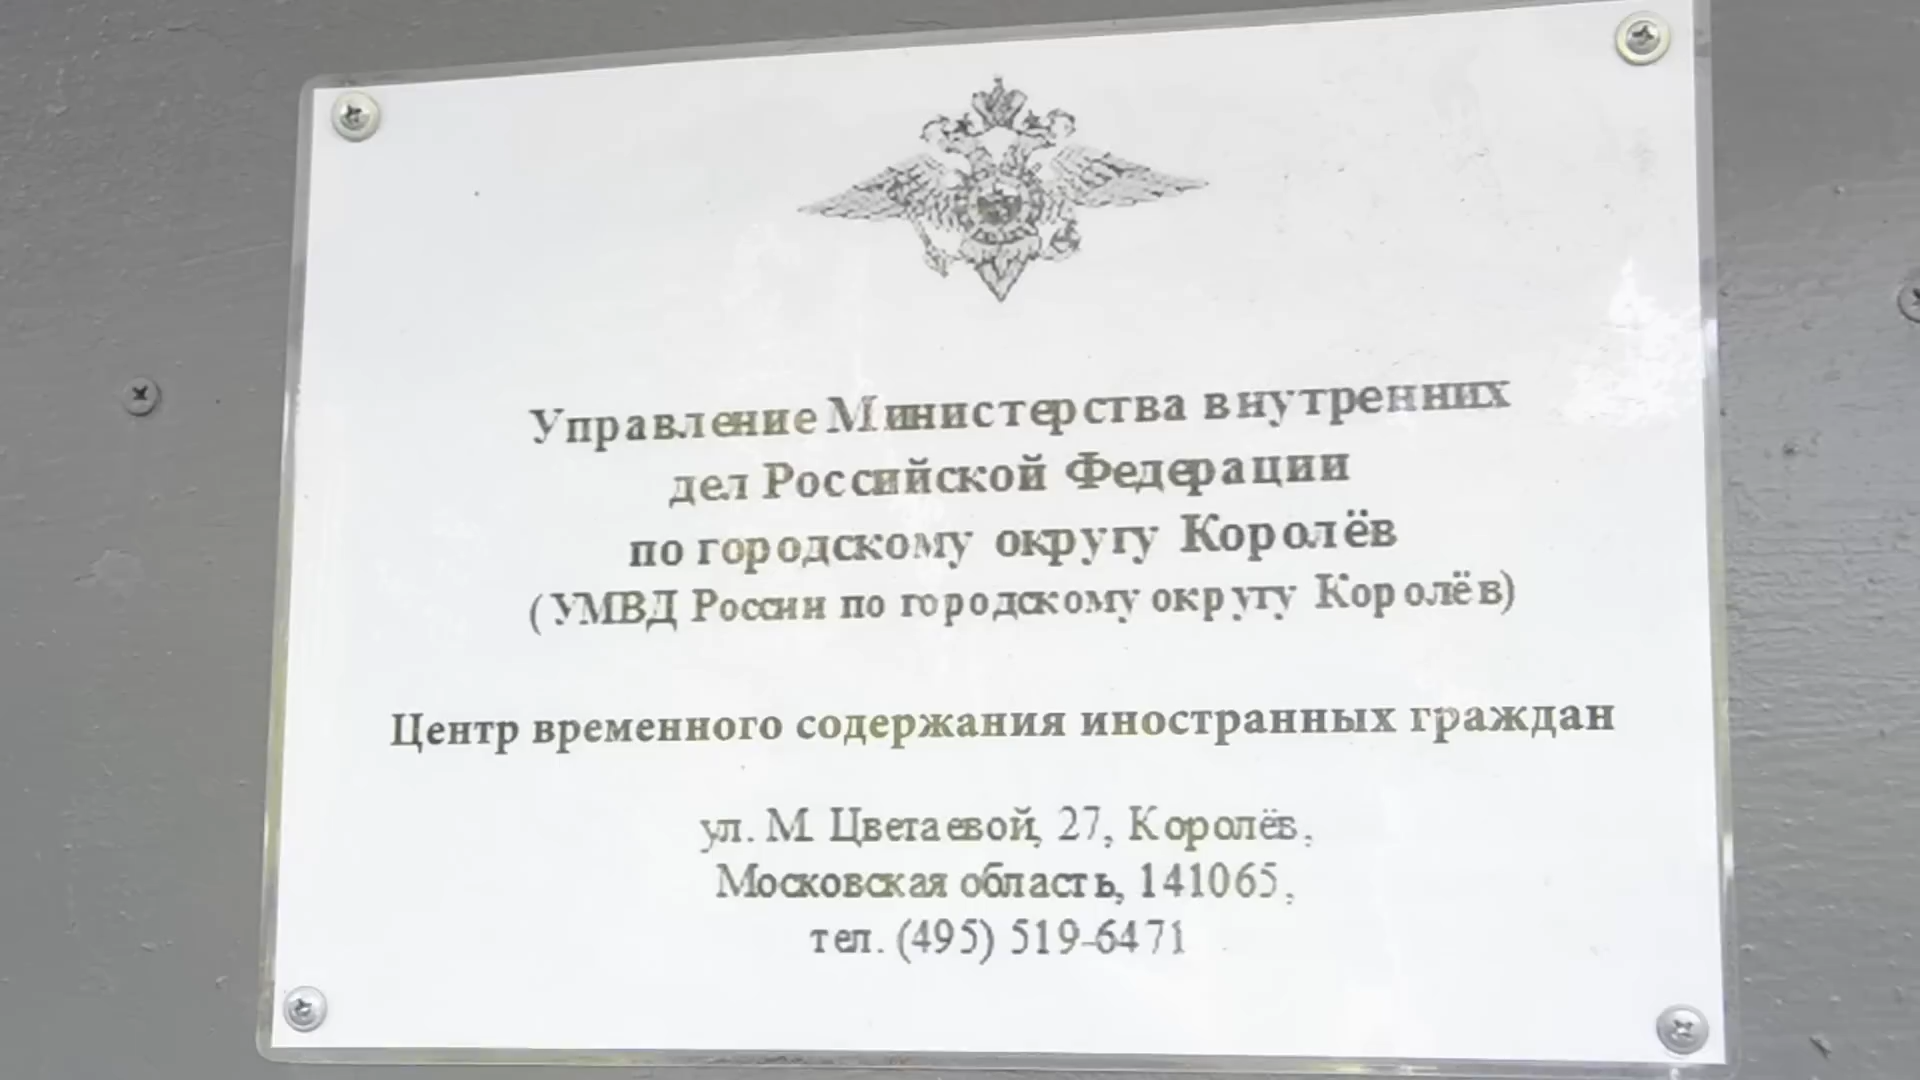 Управление Министерства внутренних
дел Российской Федерации
по городскому округу Королёв
(УМВД России по городскому округу Королёв)
Центр временного содержания иностранных граждан
ул. М. Цветаевой, 27, Королёв,
Московская область, 141065,
тел. (495) 519-6471